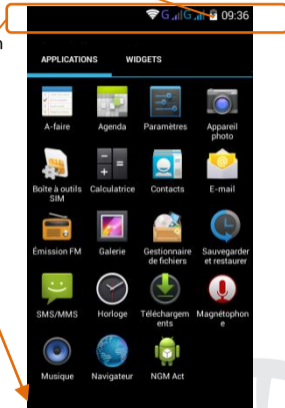 G G 09:36
n
APPLICATIONS WIDGETS
A-faire Agenda Paramètres Appareil
photo
Boîte à outils Calculatrice Contacts E-mail
SIM
Émission FM Galerie Gestionnaire Sauvegarder
de fichiers et restaurer
SMS/MMS Horloge Téléchargem Magnétophon
ents e
Musique Navigateur NGM Act